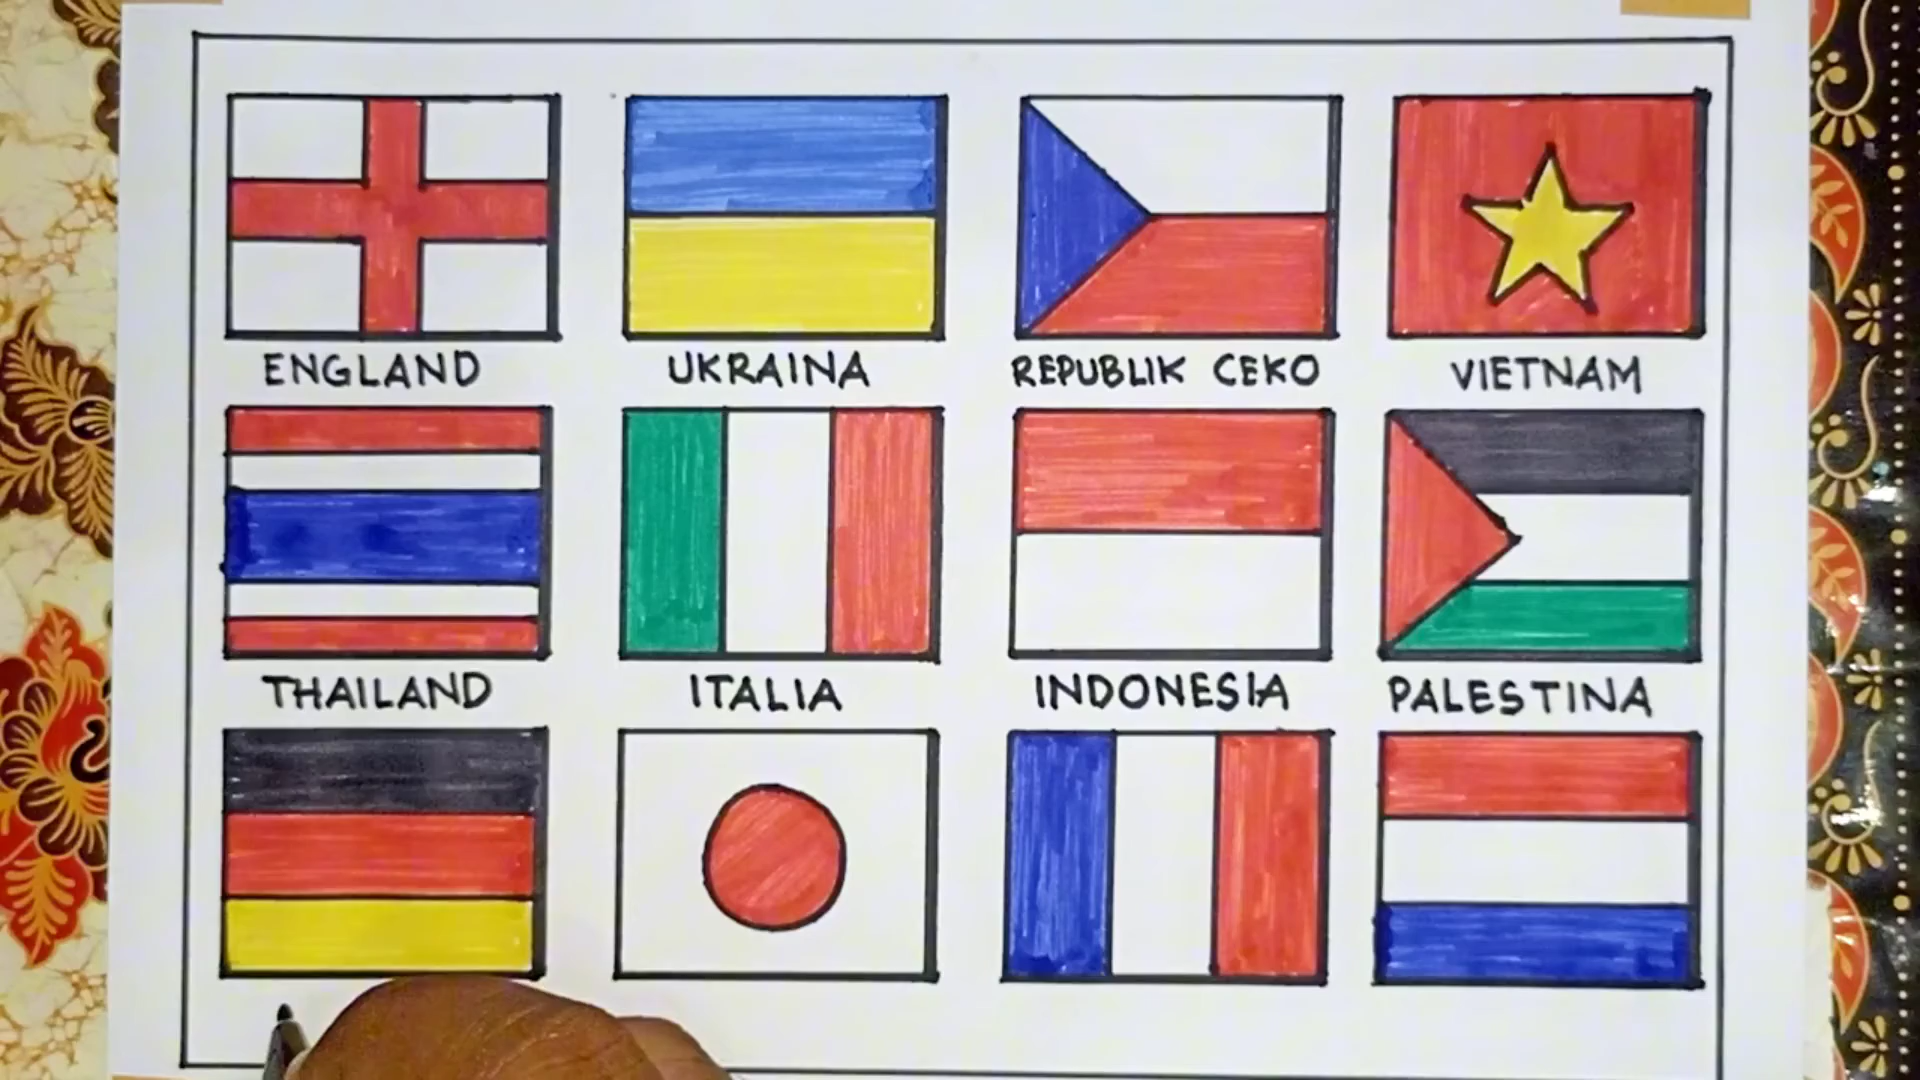 ENGLAND
UKRAINA
REPUBLIK CEKO
VIETNAM
THAILAND
ITALIA
INDONESIA
PALESTINA